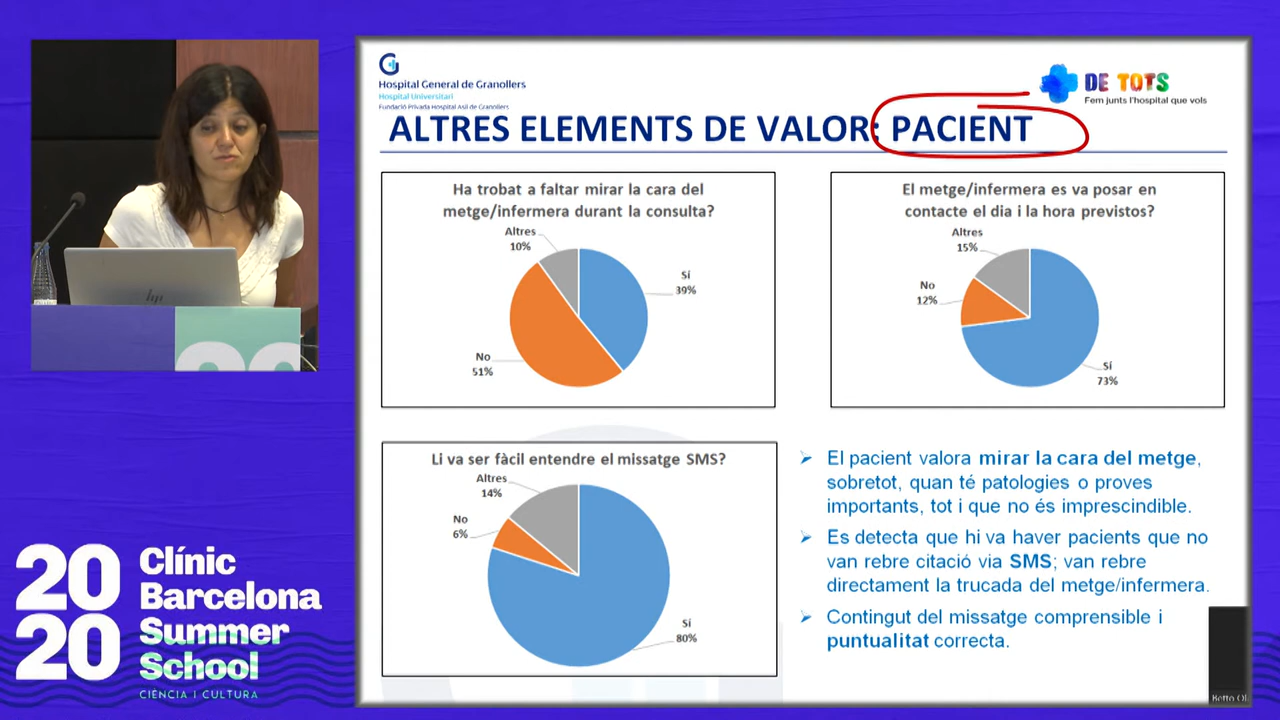 Hospital General de Granollers
Hospital Universitari
Fundació Privada Hospital Asil de Granollers
DE TOTS
Fem junts l'hospital que vols
ALTRES ELEMENTS DE VALOR: PACIENT
Ha trobat a faltar mirar la cara del
metge/infermera durant la consulta?
Altres
10%
Sí
39%
No
51%
El metge/infermera es va posar en
contacte el dia i la hora previstos?
Altres
15%
No
12%
Sí
73%
Li va ser fàcil entendre el missatge SMS?
Altres
14%
No
6%
Sí
80%
El pacient valora mirar la cara del metge,
sobretot, quan té patologies o proves
importants, tot i que no és imprescindible.
Es detecta que hi va haver pacients que no
van rebre citació via SMS; van rebre
directament la trucada del metge/infermera.
Contingut del missatge comprensible i
puntualitat correcta.
hp
20
20
Clínic
Barcelona
Summer
School
CIÈNCIA I CULTURA